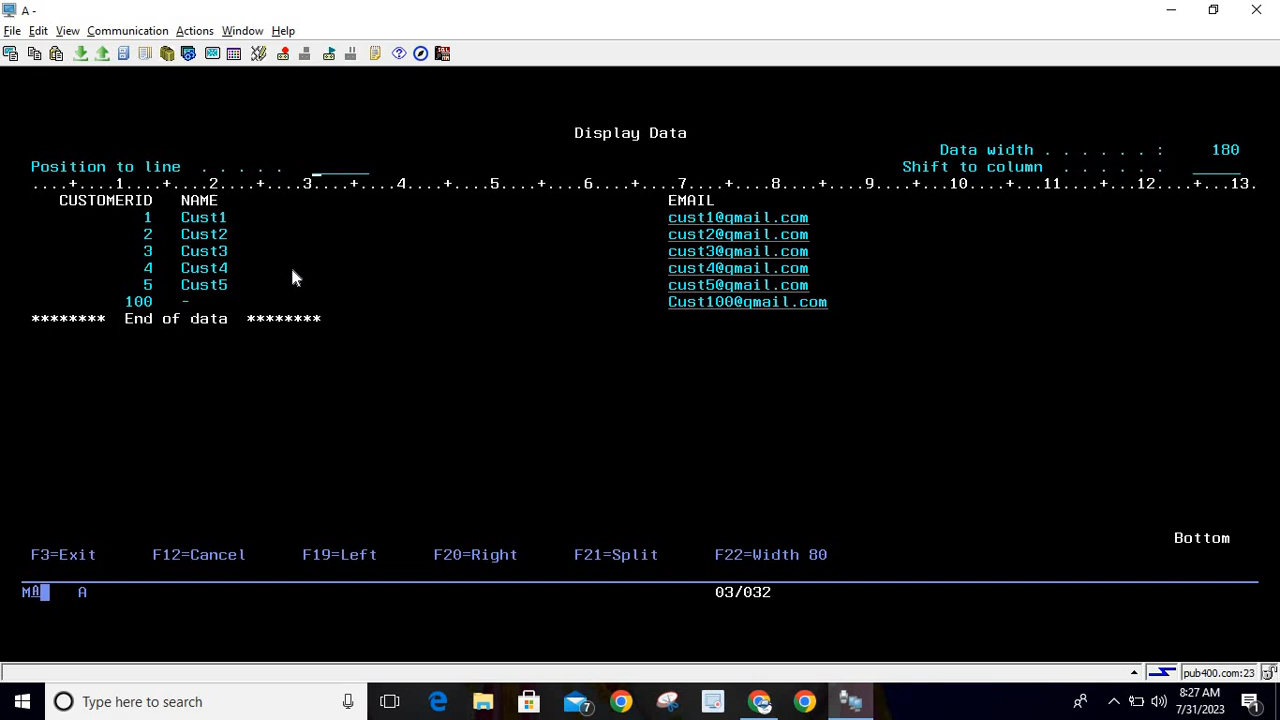 A -
File Edit View Communication Actions Window Help
Display Data
Data width . . . . . . : 180
Position to line . . . . . Shift to column . . . . . . :
....+....1....+....2....+....3....+....4....+....5....+....6....+....7....+....8....+....9....+...10....+...11....+...12....+...13.
CUSTOMERID NAME EMAIL
1 Cust1 cust1@gmail.com
2 Cust2 cust2@gmail.com
3 Cust3 cust3@gmail.com
4 Cust4 cust4@gmail.com
5 Cust5 cust5@gmail.com
100 - Cust100@gmail.com
******** End of data ********
Bottom
F3=Exit F12=Cancel F19=Left F20=Right F21=Split F22=Width 80
MA A 03/032
pub400.com:23
Type here to search 7 8:27 AM
7/31/2023 1